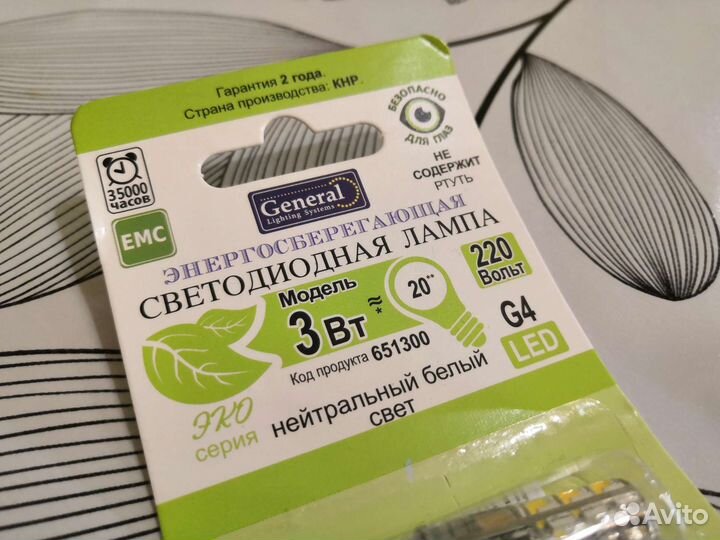 Гарантия 2 года.
Страна производства: КНР.
БЕЗОПАСНО
ДЛЯ ГЛАЗ
НЕ
СОДЕРЖИТ
РТУТЬ
35000
часов
EMC
General
Lighting Systems
ЭНЕРГОСБЕРЕГАЮЩАЯ
СВЕТОДИОДНАЯ ЛАМПА
Модель
3 Вт ≈* 20**
220
Вольт
G4
LED
Код продукта 651300
ЭКО
серия
нейтральный белый
свет
Avito